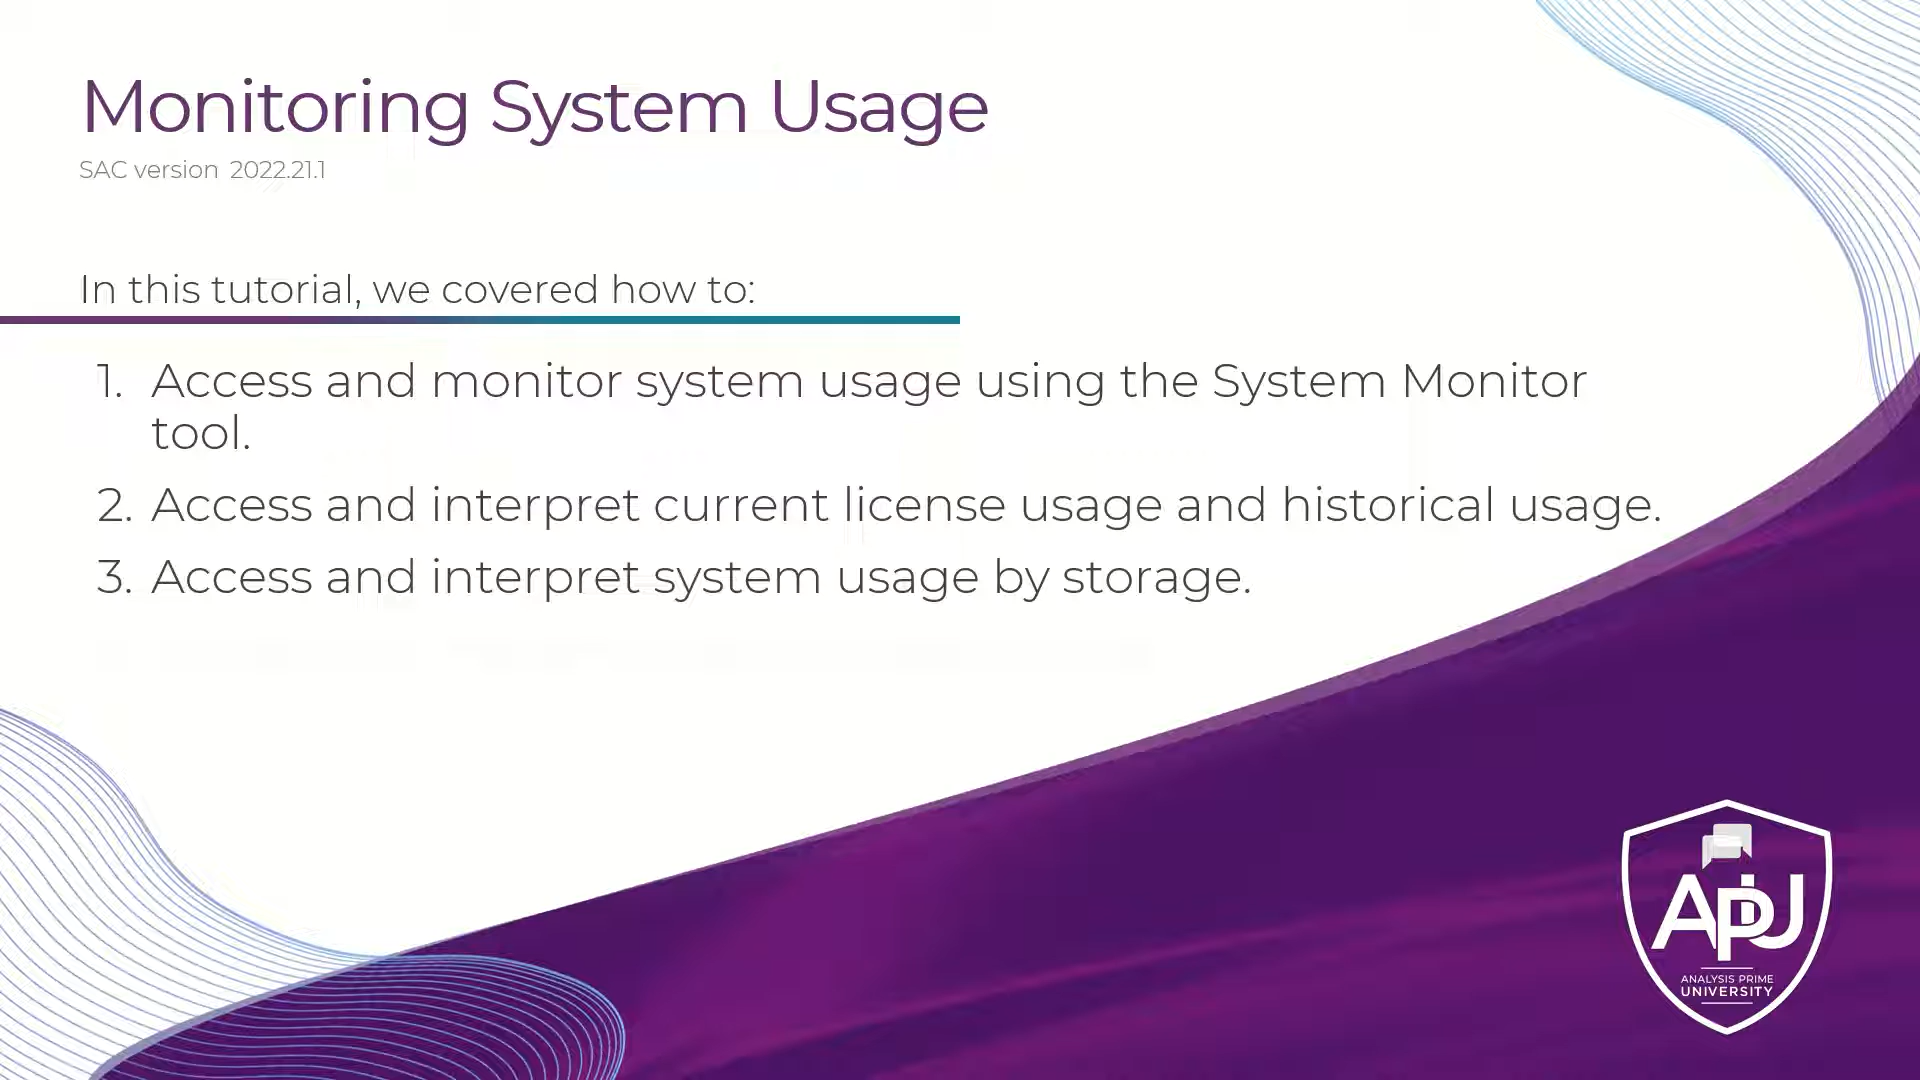 Monitoring System Usage
SAC version 2022.21.1
In this tutorial, we covered how to:
1. Access and monitor system usage using the System Monitor
tool.
2. Access and interpret current license usage and historical usage.
3. Access and interpret system usage by storage.
APU
ANALYSIS PRIME
UNIVERSITY